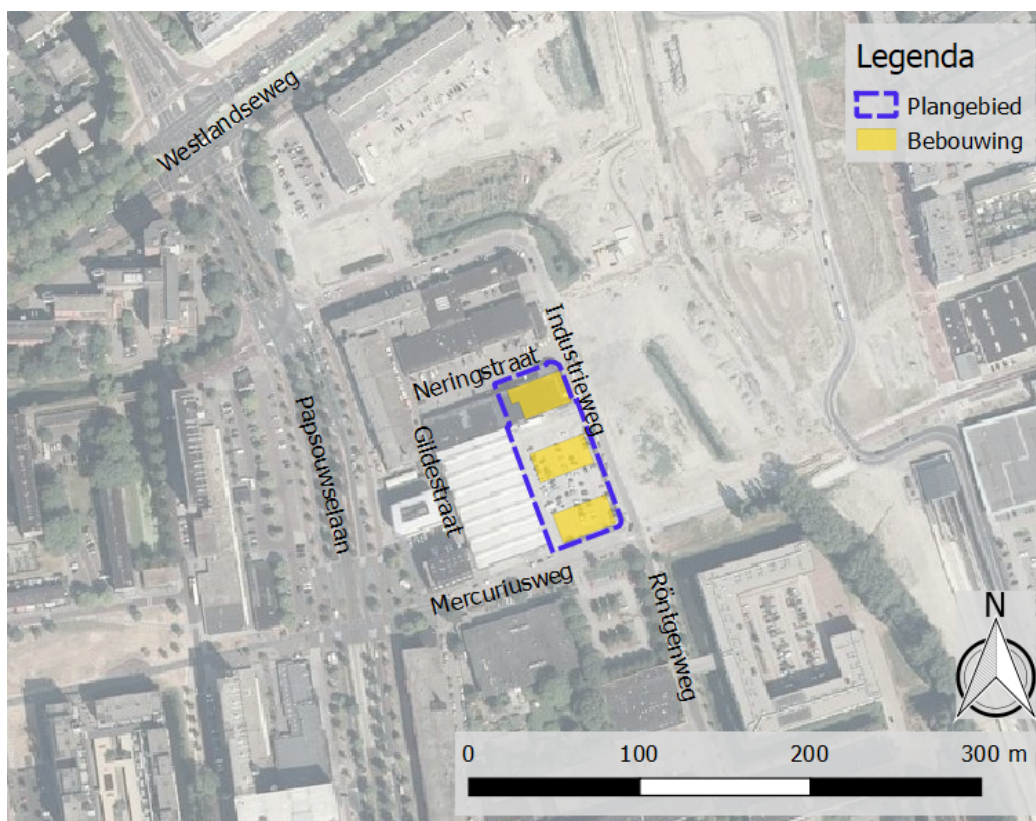 Legenda
Plangebied
Bebouwing
Westlandseweg
Industrieweg
Neringstraat
Papsouwselaan
Gildestraat
Mercuriusweg
Röntgenweg
N
0 100 200 300 m